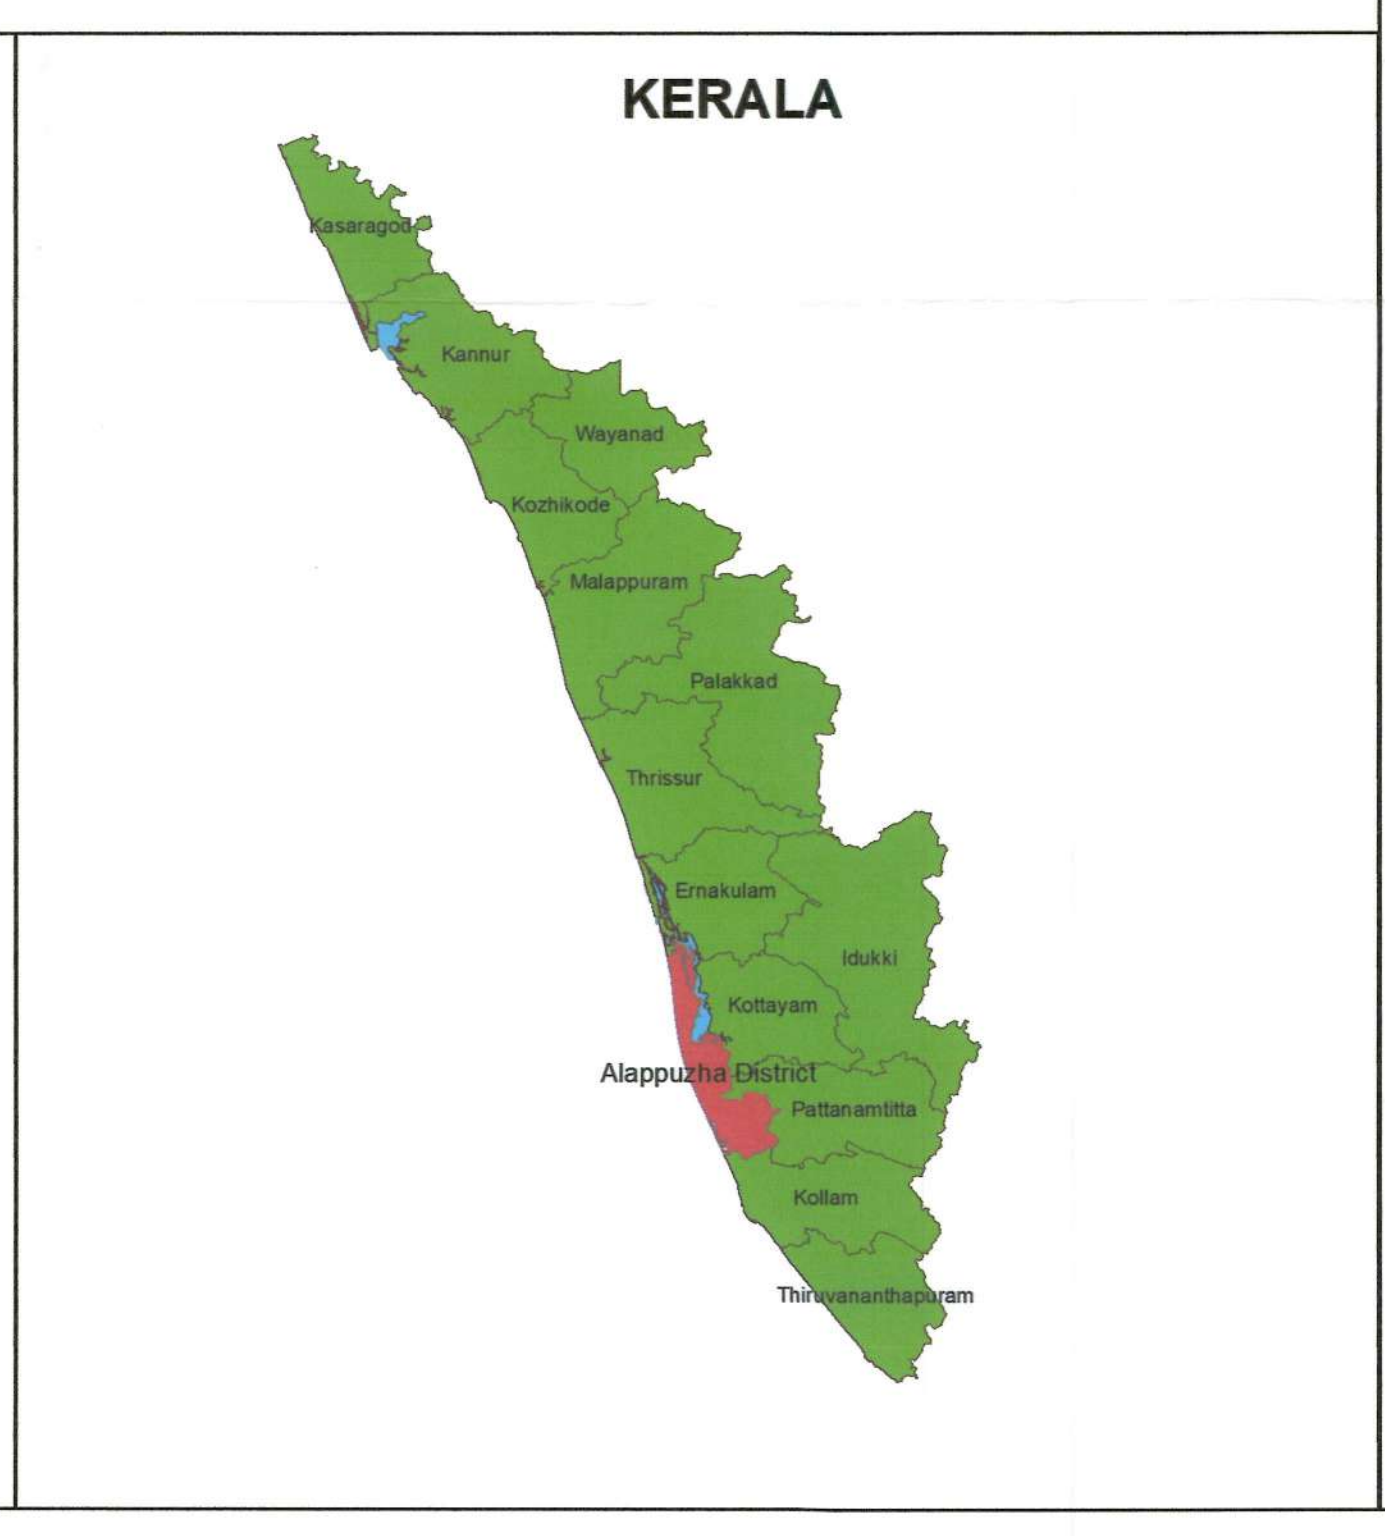 KERALA
Kasaragod
Kannur
Wayanad
Kozhikode
Malappuram
Palakkad
Thrissur
Ernakulam
Idukki
Kottayam
Alappuzha District
Pattanamtitta
Kollam
Thiruvananthapuram